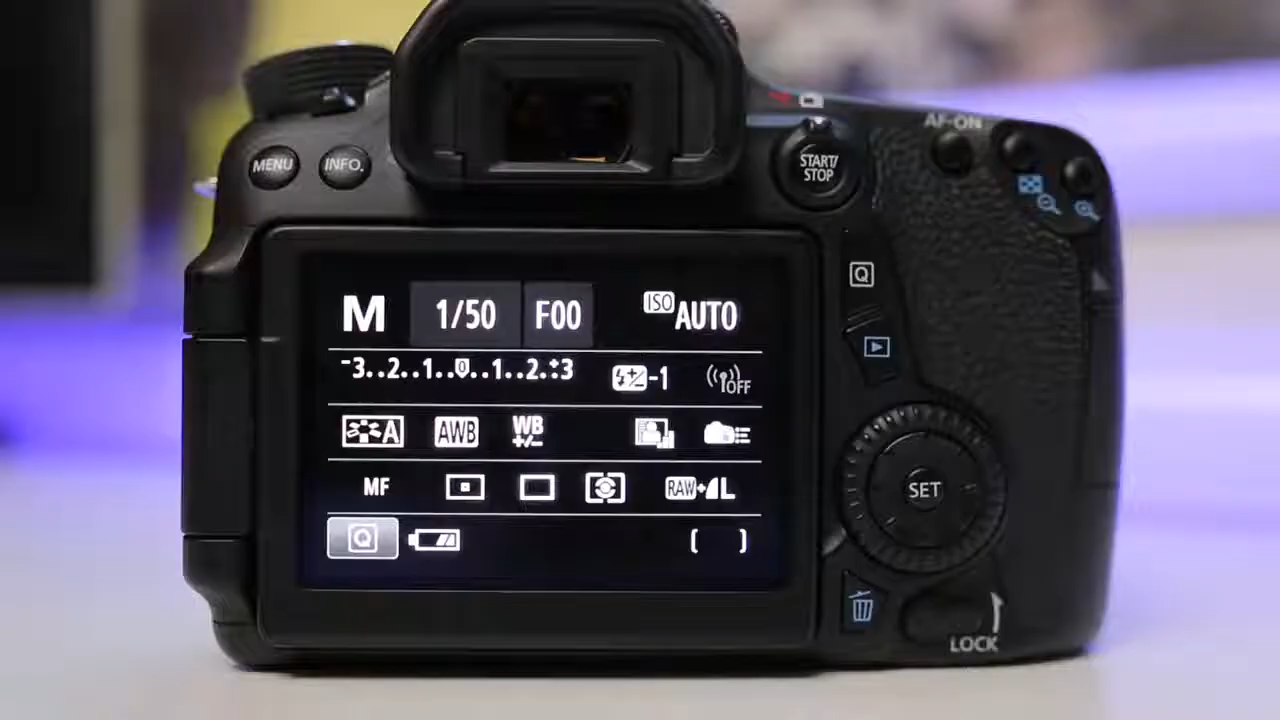 AF-ON
MENU INFO. START/
STOP
Q
M 1/50 F00 ISO AUTO
-3..2..1..0..1..2.:+3 -1 OFF
A AWB WB
+/-
MF RAW+L
SET
Q [ ]
LOCK